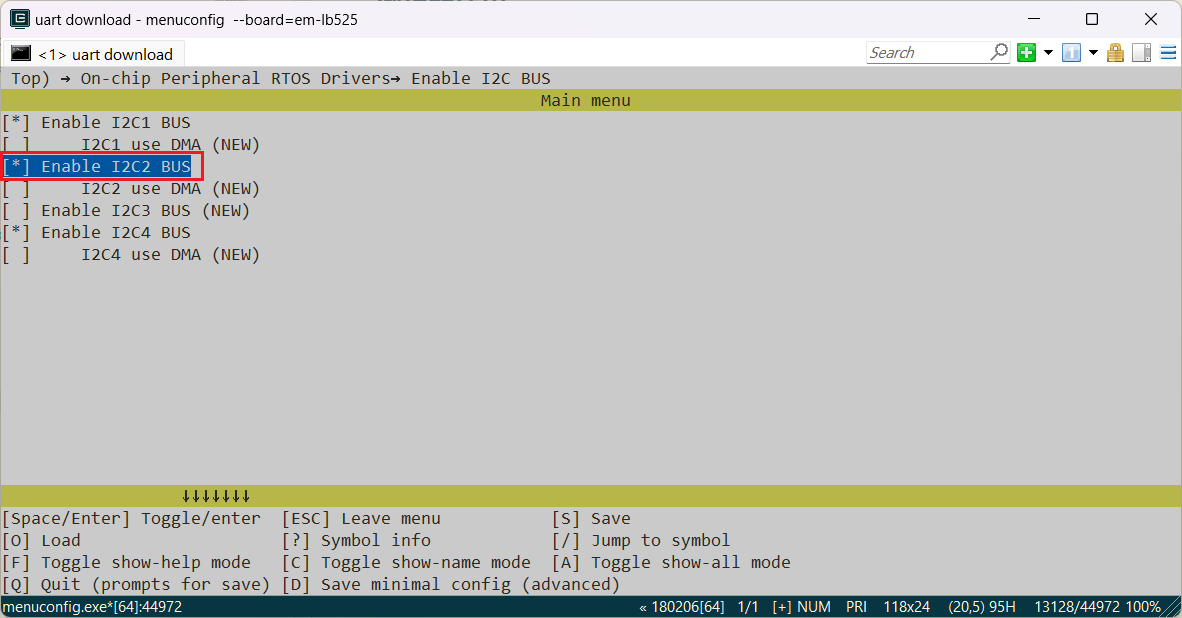 uart download - menuconfig  --board=em-lb525
<1> uart download
Search
Top) → On-chip Peripheral RTOS Drivers→ Enable I2C BUS
Main menu
[*] Enable I2C1 BUS
[ ]     I2C1 use DMA (NEW)
[*] Enable I2C2 BUS
[ ]     I2C2 use DMA (NEW)
[ ] Enable I2C3 BUS (NEW)
[*] Enable I2C4 BUS
[ ]     I2C4 use DMA (NEW)
↓↓↓↓↓↓↓
[Space/Enter] Toggle/enter  [ESC] Leave menu           [S] Save
[O] Load                    [?] Symbol info            [/] Jump to symbol
[F] Toggle show-help mode   [C] Toggle show-name mode  [A] Toggle show-all mode
[Q] Quit (prompts for save) [D] Save minimal config (advanced)
menuconfig.exe*[64]:44972 « 180206[64] 1/1 [+] NUM PRI 118x24 (20,5) 95H 13128/44972 100%